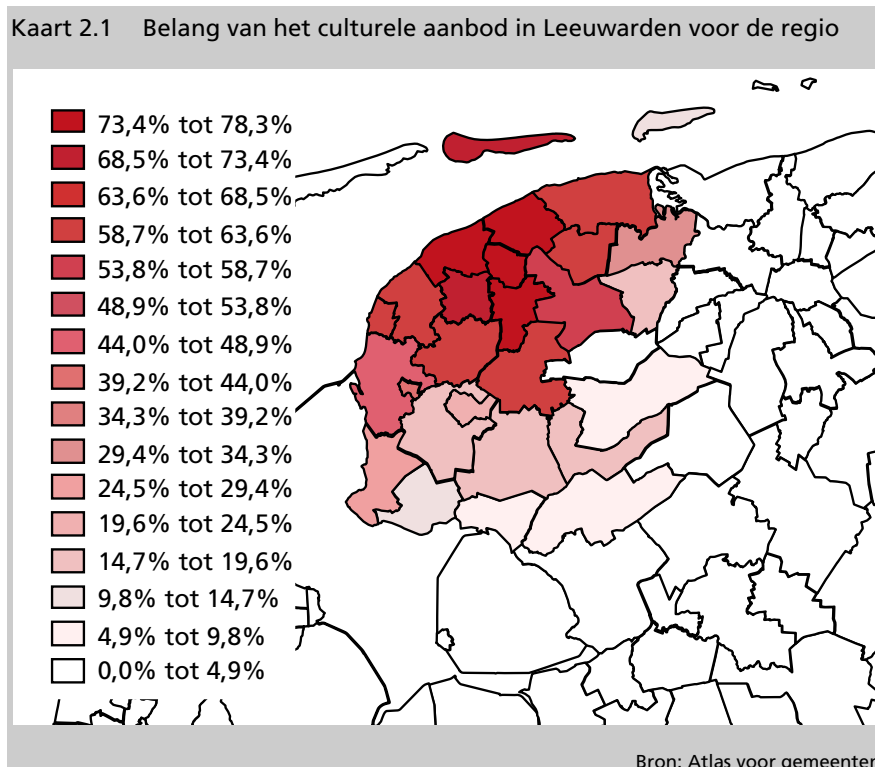 Kaart 2.1 Belang van het culturele aanbod in Leeuwarden voor de regio
73,4% tot 78,3%
68,5% tot 73,4%
63,6% tot 68,5%
58,7% tot 63,6%
53,8% tot 58,7%
48,9% tot 53,8%
44,0% tot 48,9%
39,2% tot 44,0%
34,3% tot 39,2%
29,4% tot 34,3%
24,5% tot 29,4%
19,6% tot 24,5%
14,7% tot 19,6%
9,8% tot 14,7%
4,9% tot 9,8%
0,0% tot 4,9%
Bron: Atlas voor gemeenten